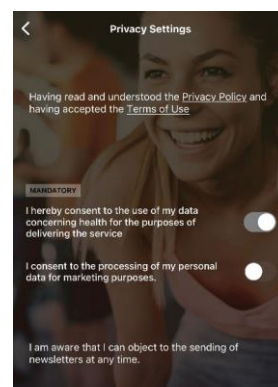 Privacy Settings
Having read and understood the Privacy Policy and
having accepted the Terms of Use
MANDATORY
I hereby consent to the use of my data
concerning health for the purposes of
delivering the service
I consent to the processing of my personal
data for marketing purposes.
I am aware that I can object to the sending of
newsletters at any time.